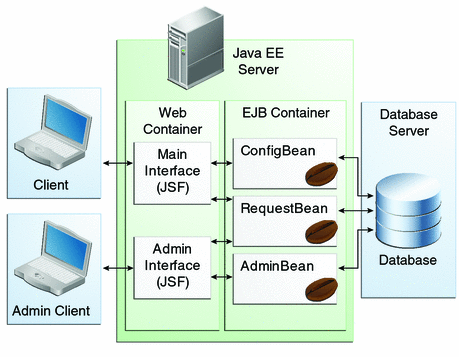 Java EE
Server
Web
Container
EJB Container
Database
Server
Main
Interface
(JSF)
ConfigBean
Client
RequestBean
Admin
Interface
(JSF)
AdminBean
Database
Admin Client